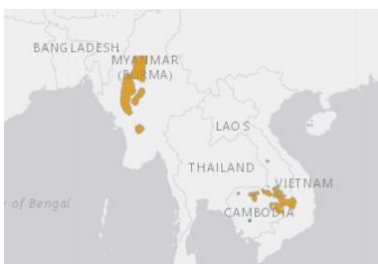 BANGLADESH
MYANMAR
(BURMA)
LAOS
THAILAND
VIETNAM
CAMBODIA
of Bengal